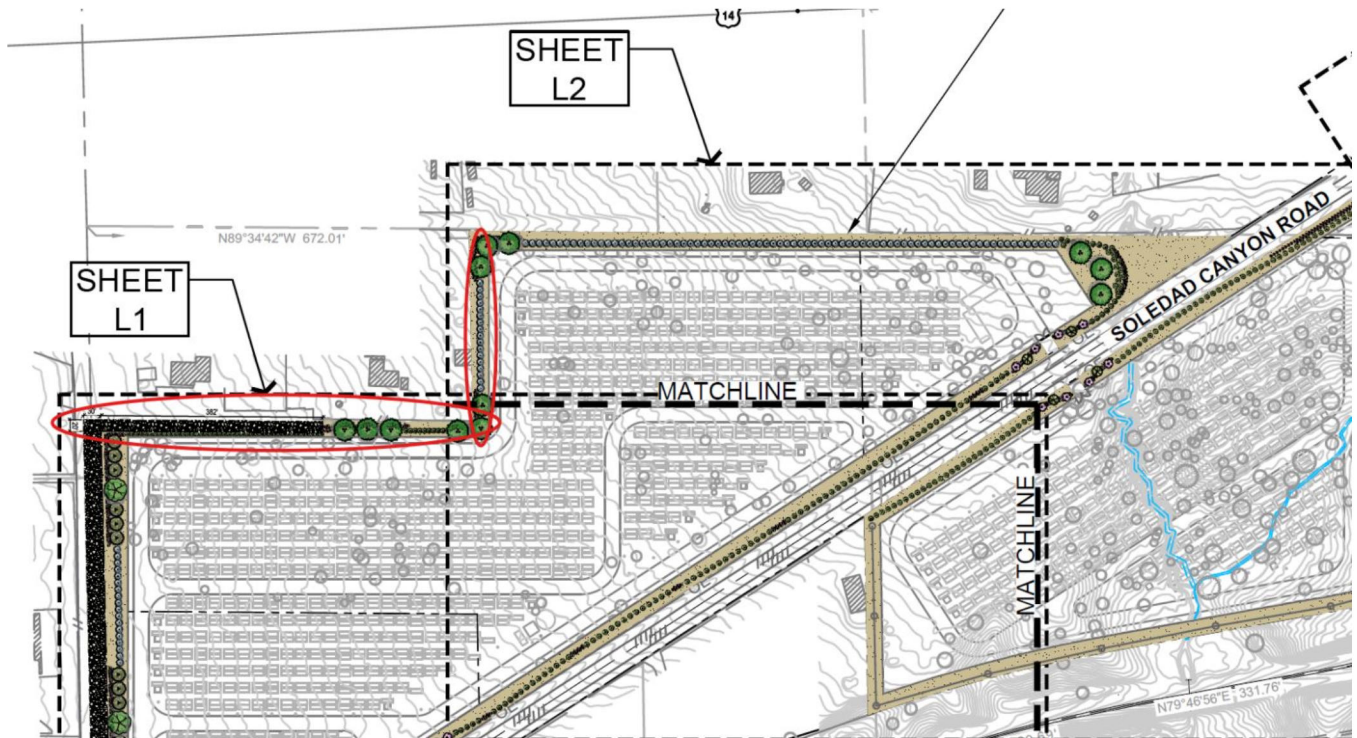 14
SHEET
L2
N89°34'42"W 672.01'
SHEET
L1
SOLEDAD CANYON ROAD
MATCHLINE
30'
382'
MATCHLINE
N79°46'56"E 331.76'